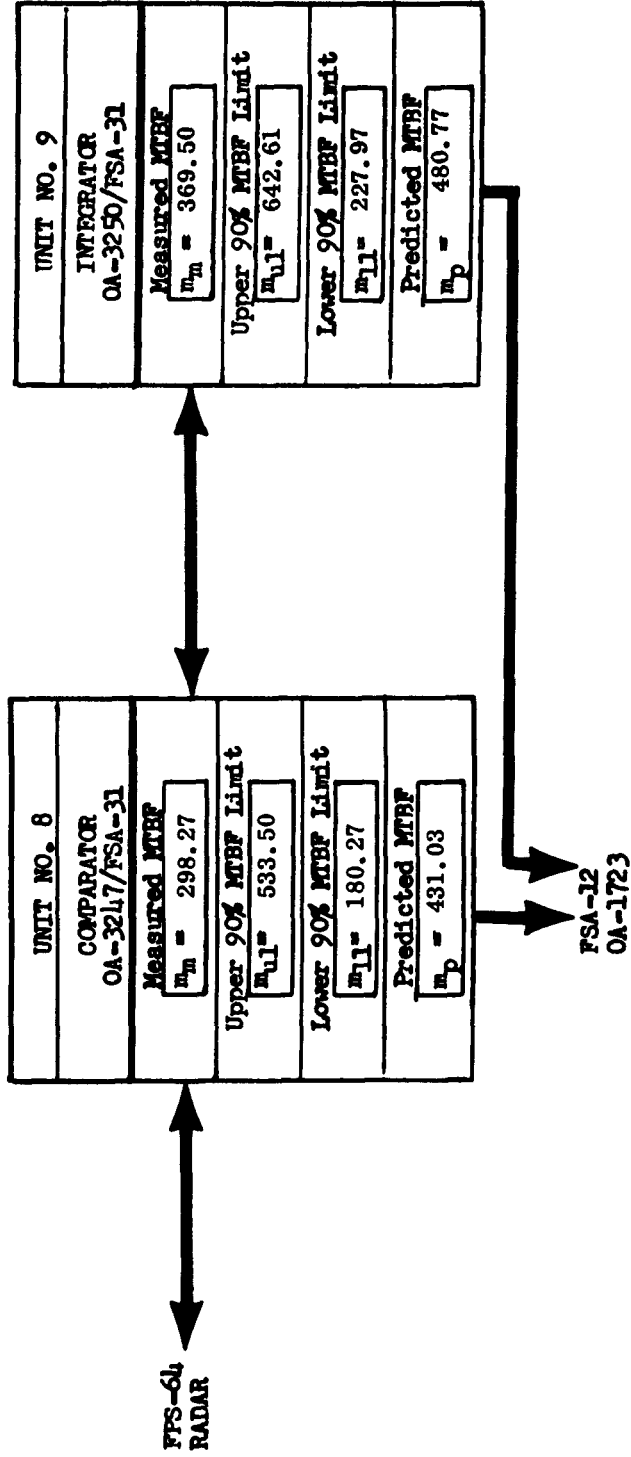 FPS-64
RADAR
UNIT NO. 8
COMPARATOR
OA-3247/FSA-31
Measured MTBF
m_m = 298.27
Upper 90% MTBF Limit
m_ul= 533.50
Lower 90% MTBF Limit
m_ll= 180.27
Predicted MTBF
m_p = 431.03
UNIT NO. 9
INTEGRATOR
OA-3250/FSA-31
Measured MTBF
m_m = 369.50
Upper 90% MTBF Limit
m_ul= 642.61
Lower 90% MTBF Limit
m_ll= 227.97
Predicted MTBF
m_p = 480.77
FSA-12
OA-1723